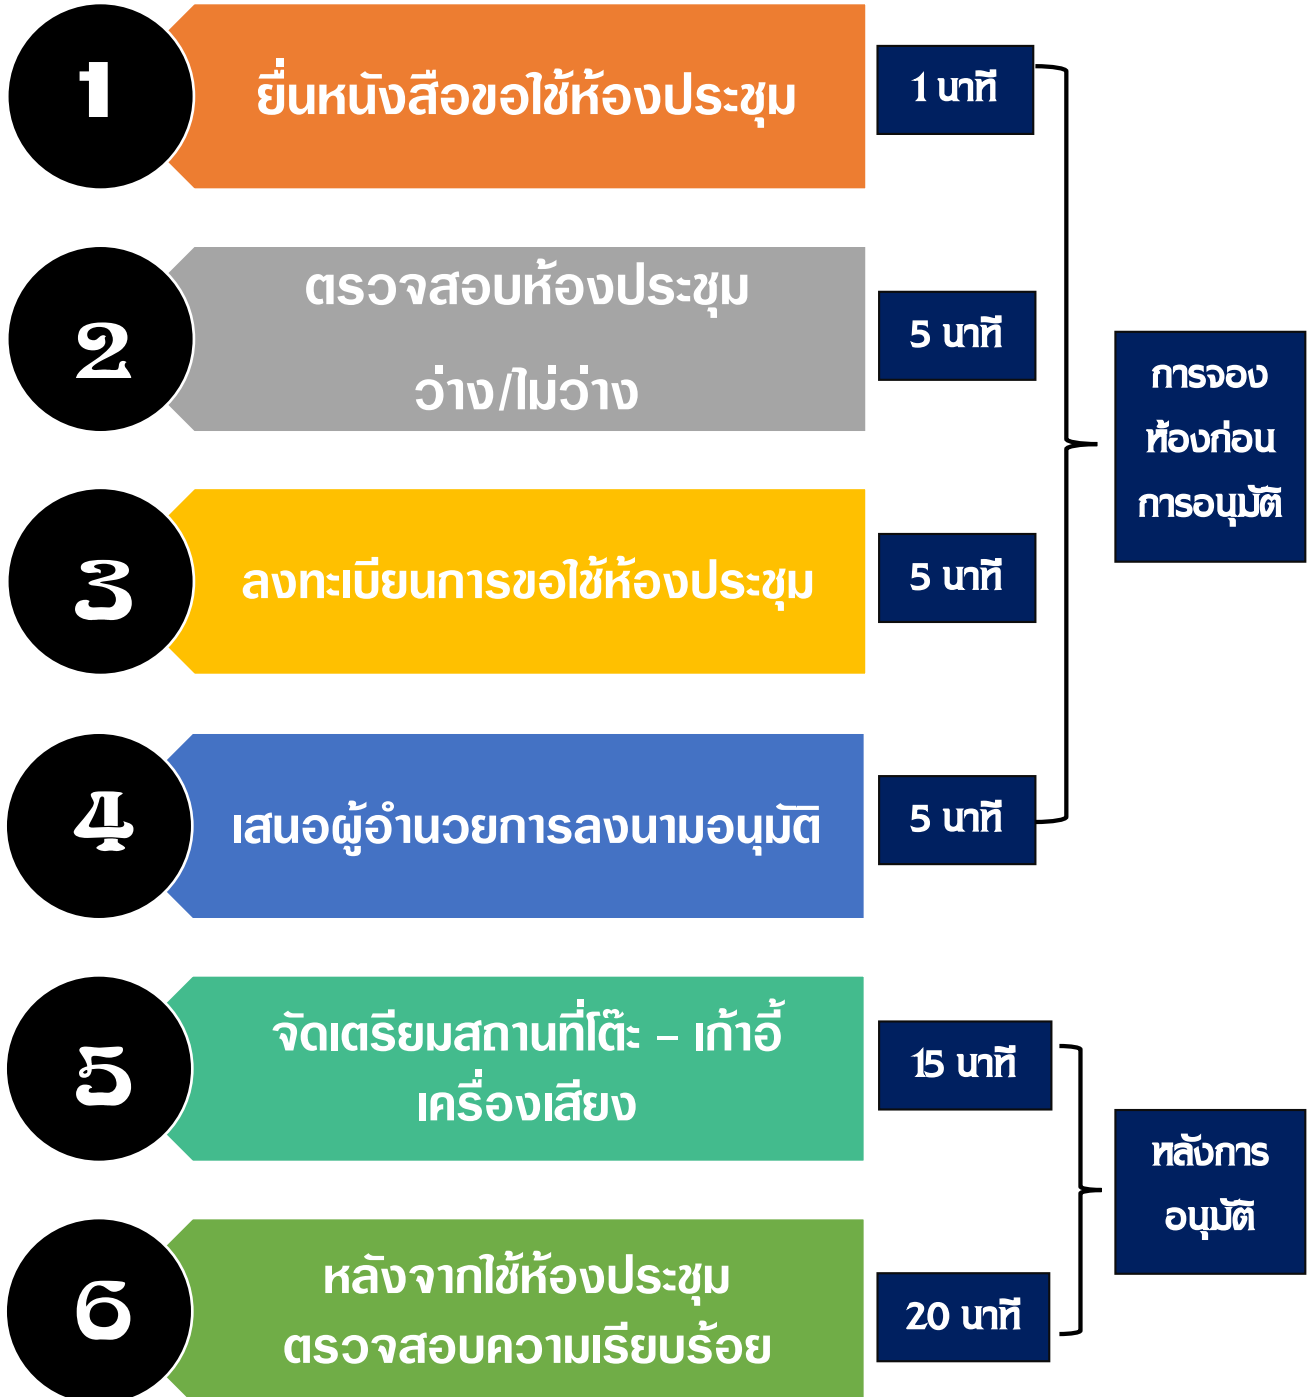 1
ยื่นหนังสือขอใช้ห้องประชุม
1 นาที
2
ตรวจสอบห้องประชุม
ว่าง/ไม่ว่าง
5 นาที
การจอง
ห้องก่อน
การอนุมัติ
3
ลงทะเบียนการขอใช้ห้องประชุม
5 นาที
4
เสนอผู้อำนวยการลงนามอนุมัติ
5 นาที
5
จัดเตรียมสถานที่โต๊ะ – เก้าอี้
เครื่องเสียง
15 นาที
หลังการ
อนุมัติ
6
หลังจากใช้ห้องประชุม
ตรวจสอบความเรียบร้อย
20 นาที